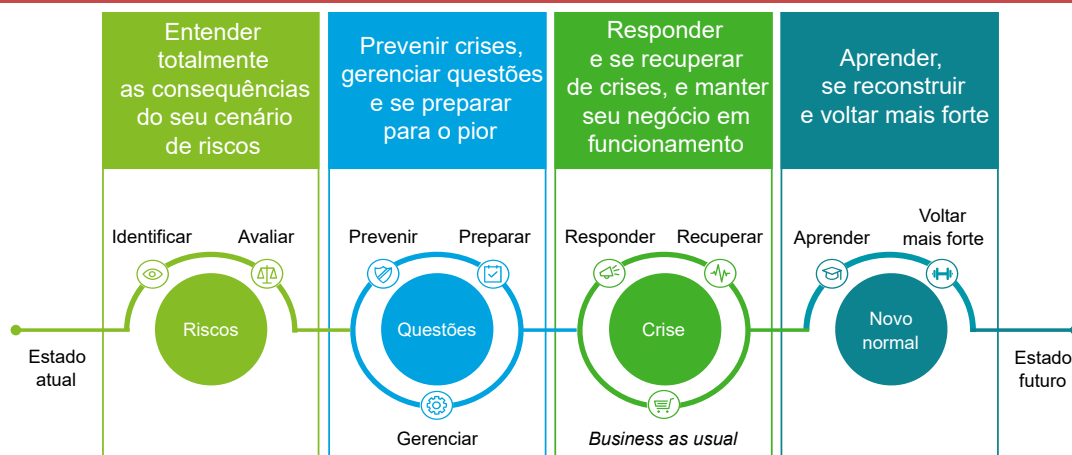 Entender
totalmente
as consequências
do seu cenário
de riscos
Prevenir crises,
gerenciar questões
e se preparar
para o pior
Responder
e se recuperar
de crises, e manter
seu negócio em
funcionamento
Aprender,
se reconstruir
e voltar mais forte
Identificar
Avaliar
Prevenir
Preparar
Responder
Recuperar
Aprender
Voltar
mais forte
Riscos
Questões
Crise
Novo
normal
Estado
atual
Estado
futuro
Gerenciar
Business as usual